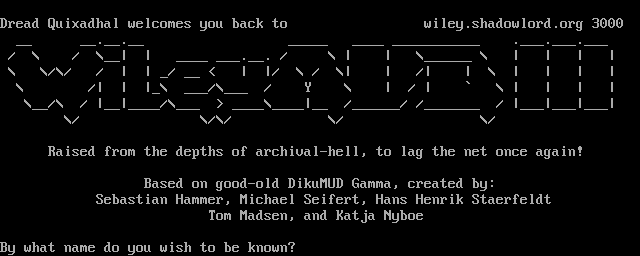 Dread Quixadhal welcomes you back to wiley.shadowlord.org 3000
WileyMUD III
Raised from the depths of archival-hell, to lag the net once again!
Based on good-old DikuMUD Gamma, created by:
Sebastian Hammer, Michael Seifert, Hans Henrik Staerfeldt
Tom Madsen, and Katja Nyboe
By what name do you wish to be known?